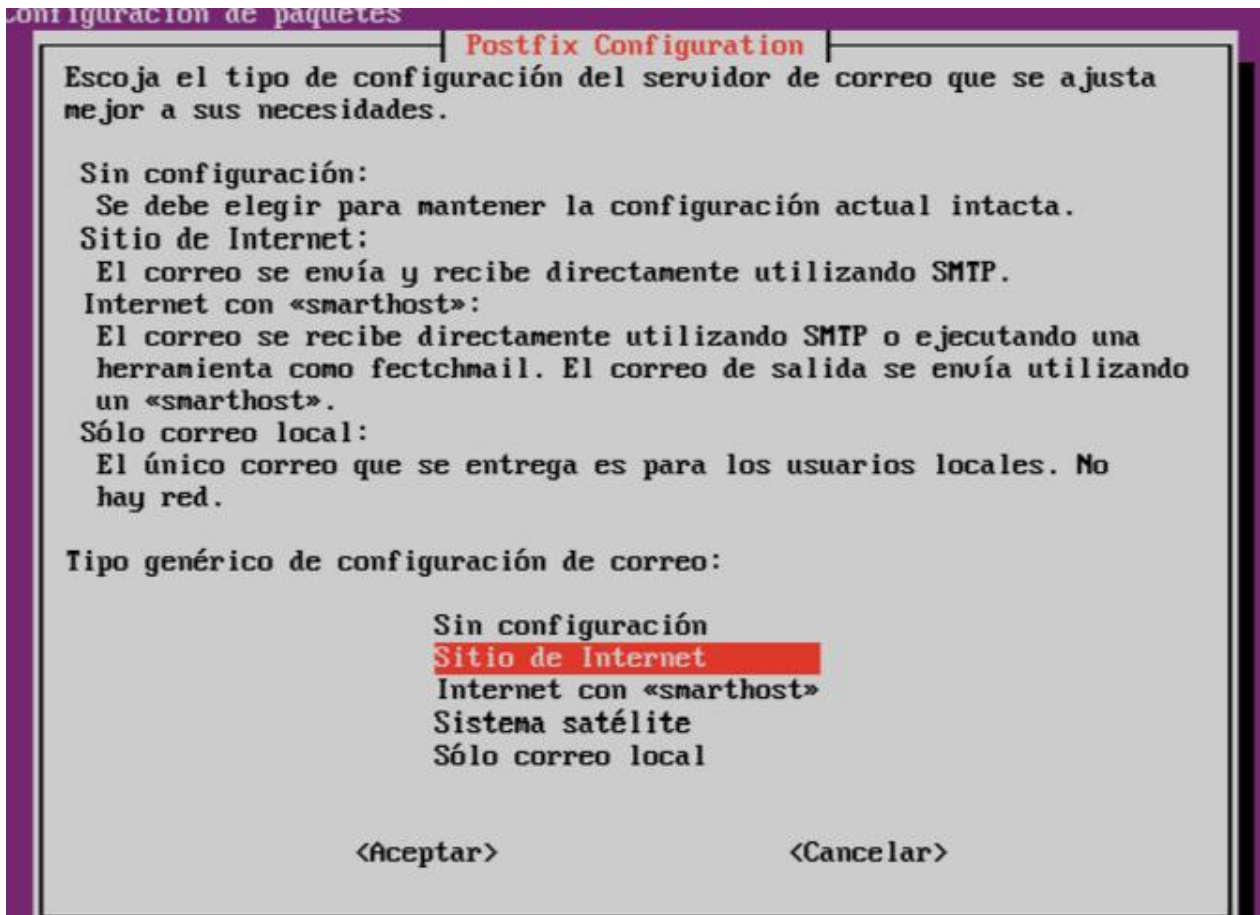 Configuración de paquetes
Postfix Configuration
Escoja el tipo de configuración del servidor de correo que se ajusta
mejor a sus necesidades.
Sin configuración:
Se debe elegir para mantener la configuración actual intacta.
Sitio de Internet:
El correo se envía y recibe directamente utilizando SMTP.
Internet con «smarthost»:
El correo se recibe directamente utilizando SMTP o ejecutando una
herramienta como fectchmail. El correo de salida se envía utilizando
un «smarthost».
Sólo correo local:
El único correo que se entrega es para los usuarios locales. No
hay red.
Tipo genérico de configuración de correo:
Sin configuración
Sitio de Internet
Internet con «smarthost»
Sistema satélite
Sólo correo local
<Aceptar> <Cancelar>